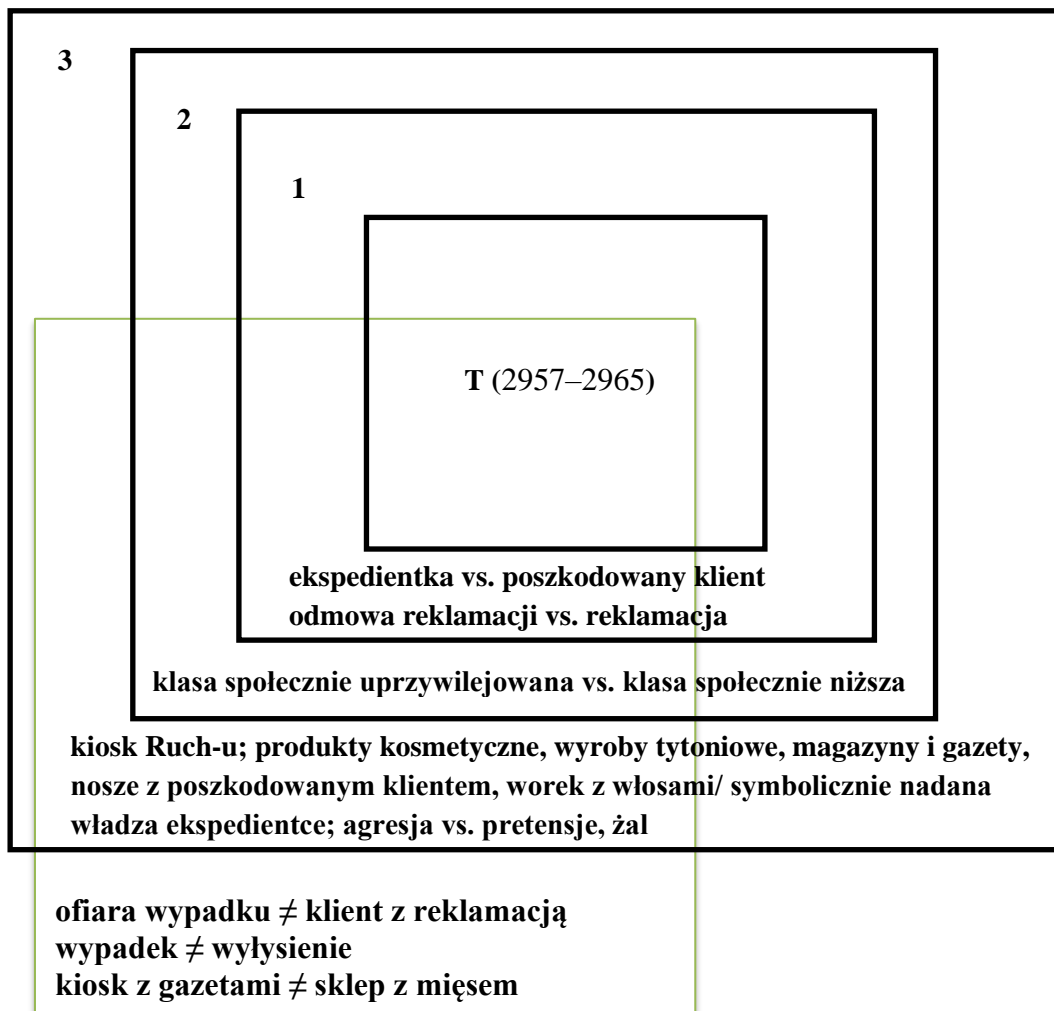 3
2
1
T (2957–2965)
ekspedientka vs. poszkodowany klient
odmowa reklamacji vs. reklamacja
klasa społecznie uprzywilejowana vs. klasa społecznie niższa
kiosk Ruch-u; produkty kosmetyczne, wyroby tytoniowe, magazyny i gazety,
nosze z poszkodowanym klientem, worek z włosami/ symbolicznie nadana
władza ekspedientce; agresja vs. pretensje, żal
ofiara wypadku ≠ klient z reklamacją
wypadek ≠ wyłysienie
kiosk z gazetami ≠ sklep z mięsem